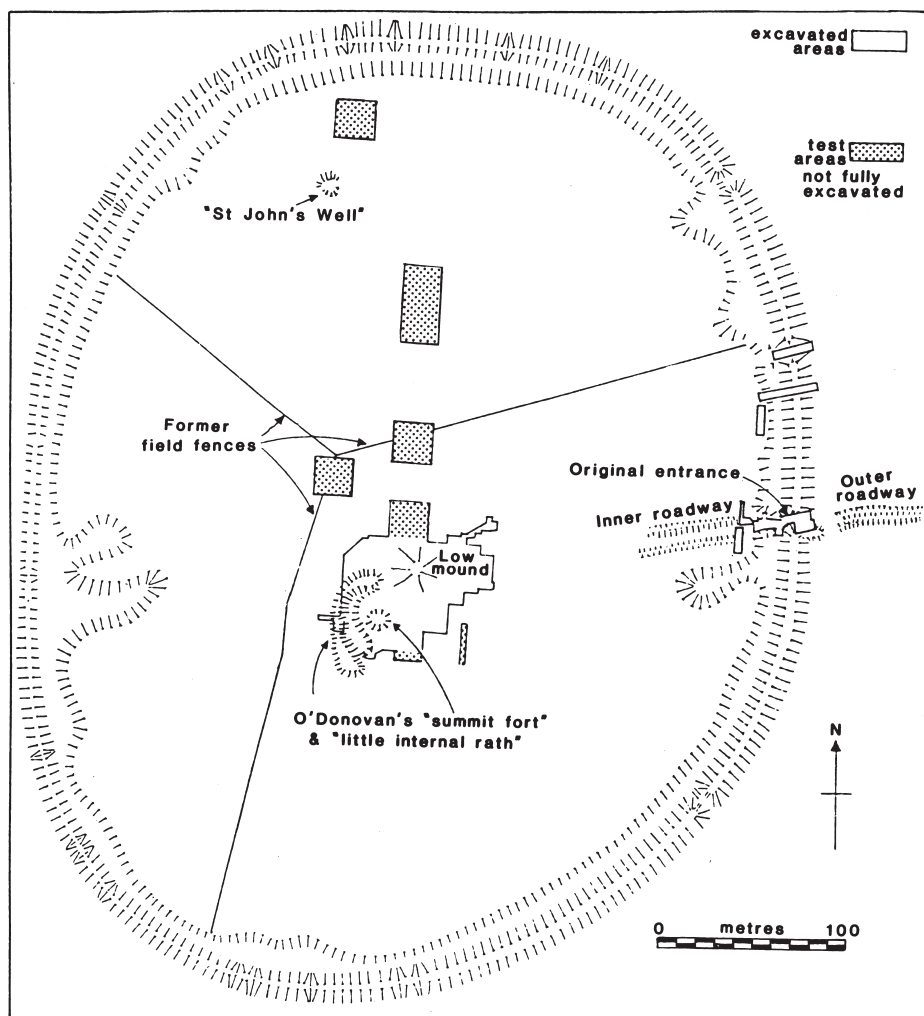 excavated
areas
test
areas
not fully
excavated
"St John's Well"
Former
field fences
Original entrance
Outer
roadway
Inner roadway
Low
mound
O'Donovan's "summit fort"
& "little internal rath"
N
0 metres 100